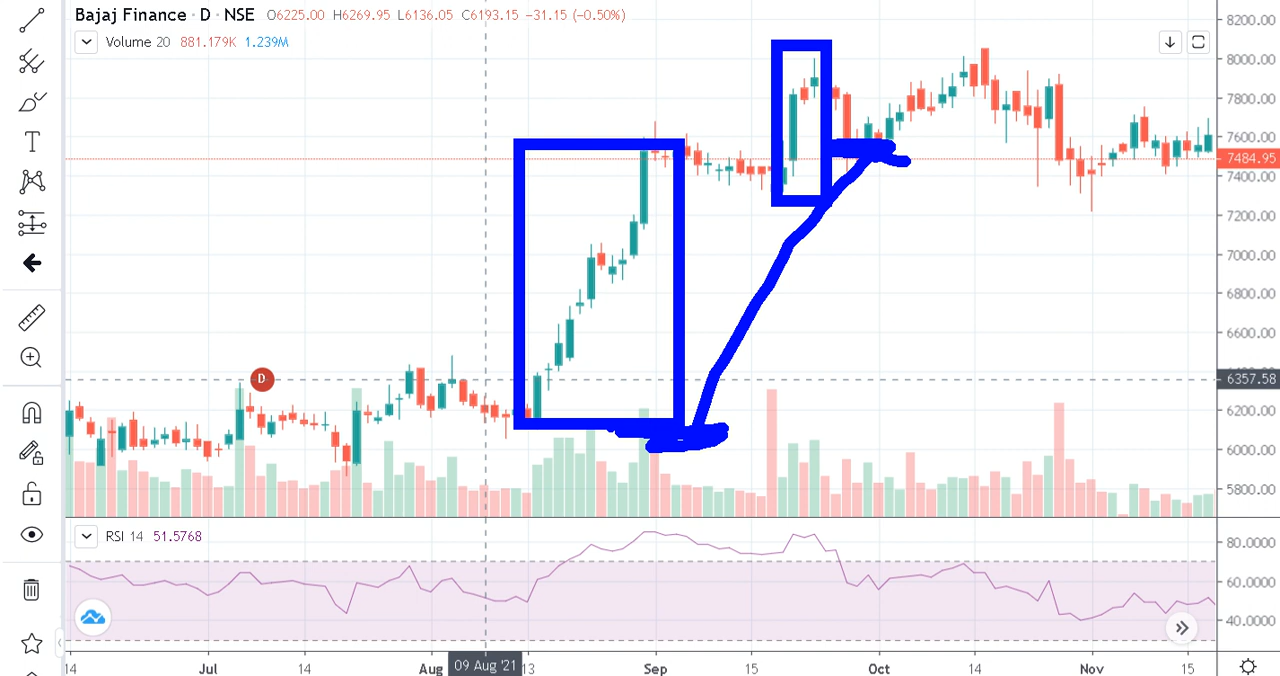 Bajaj Finance · D · NSE O6225.00 H6269.95 L6136.05 C6193.15 −31.15 (−0.50%)
Volume 20 881.179K 1.239M
8200.00
8000.00
7800.00
7600.00
7484.95
7400.00
7200.00
7000.00
6800.00
6600.00
6357.58
6200.00
6000.00
5800.00
T
D
RSI 14 51.5768
80.0000
60.0000
40.0000
14 Jul 14 Aug 09 Aug '21 13 Sep 15 Oct 14 Nov 15